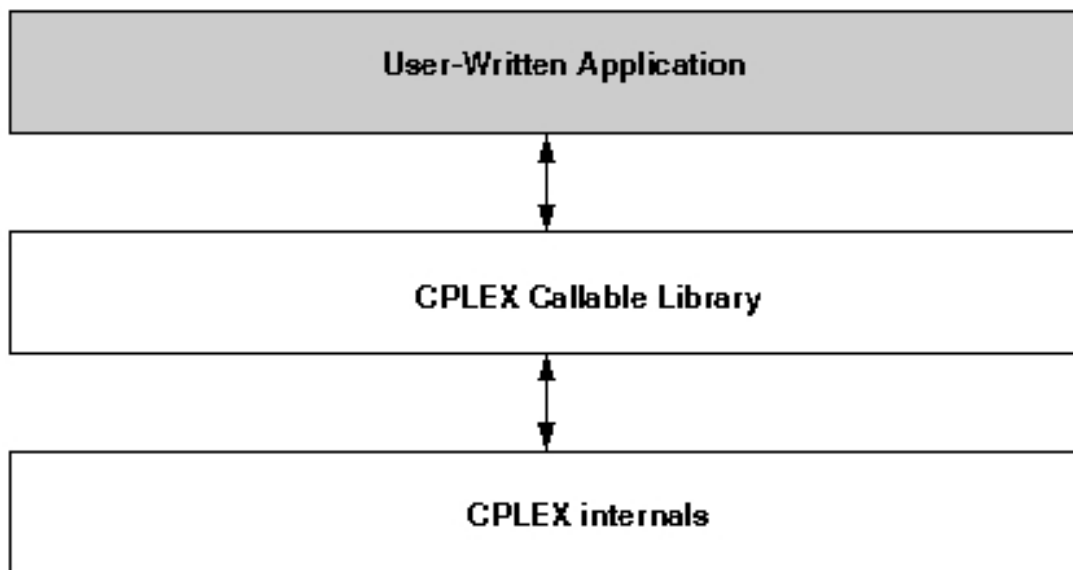 User-Written Application
CPLEX Callable Library
CPLEX internals